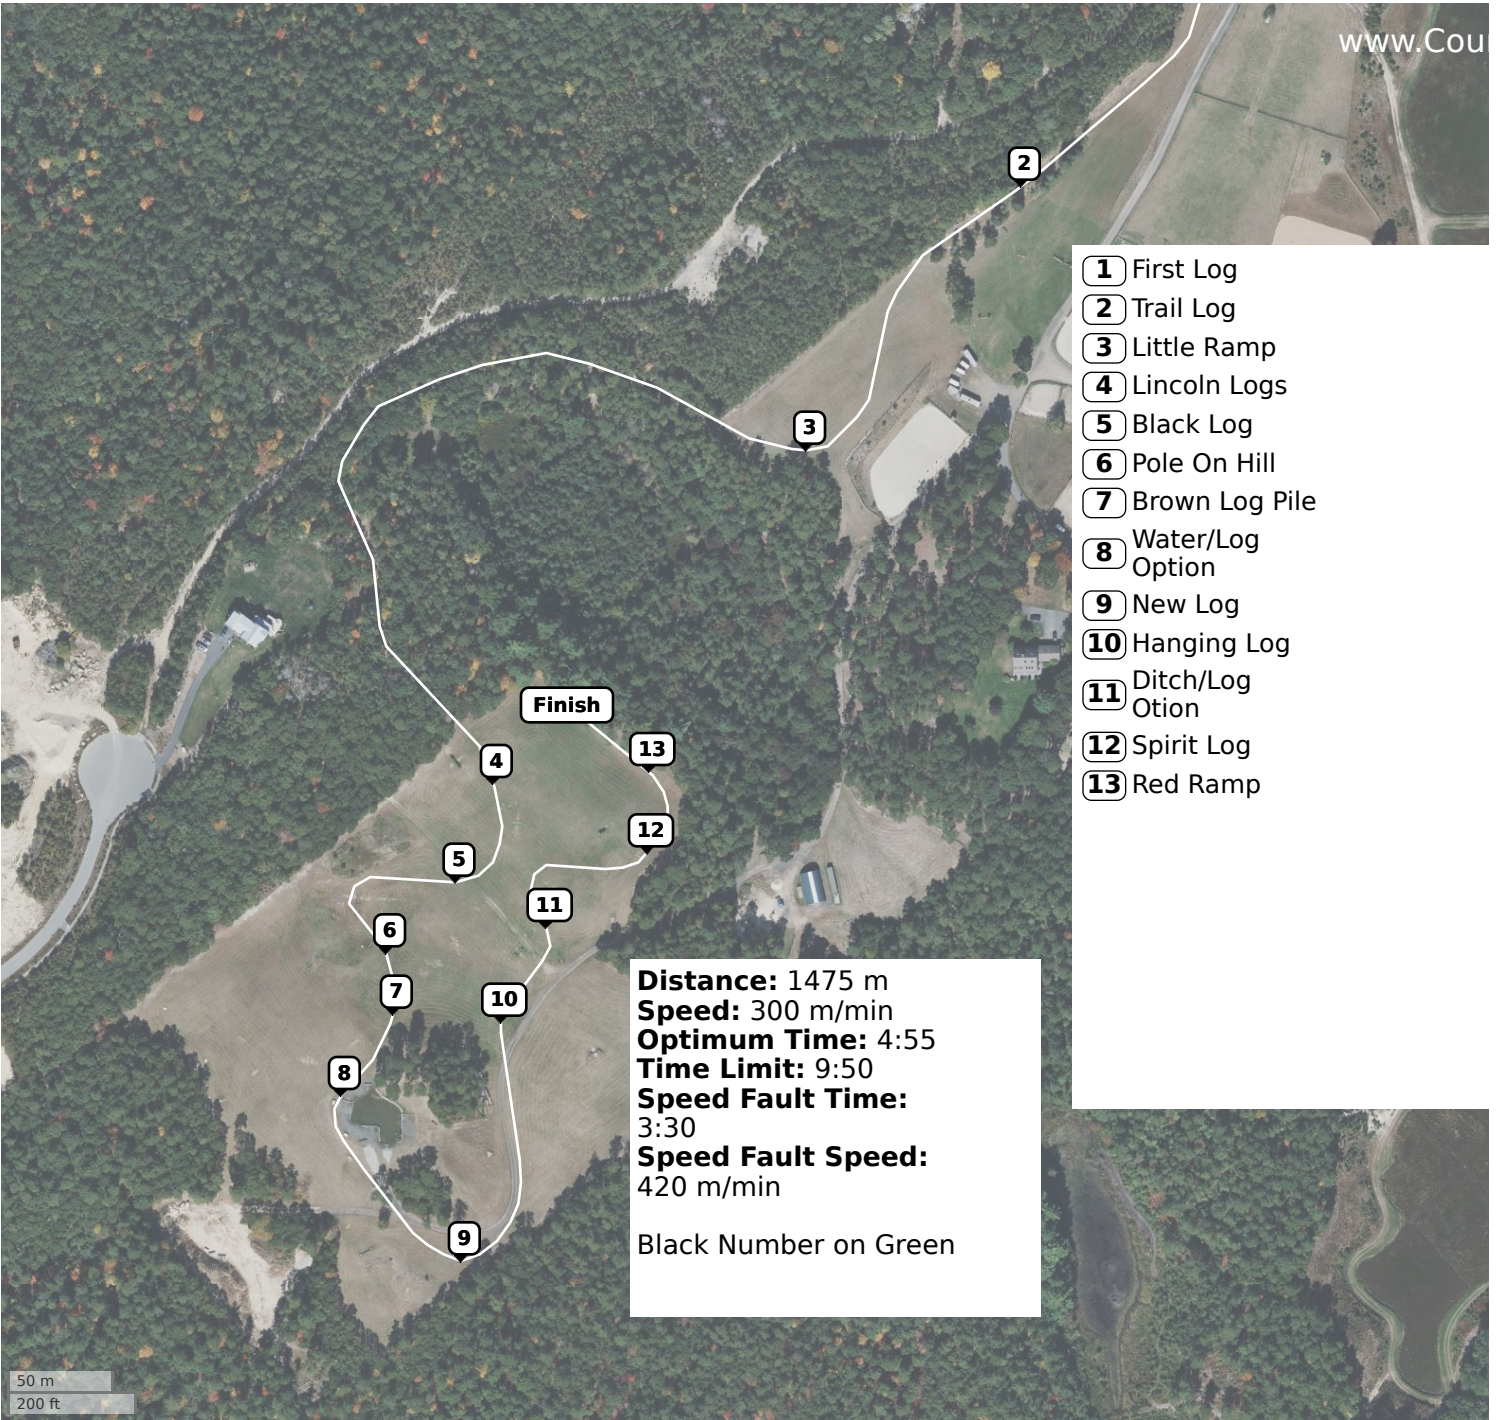 www.Cour
2
1 First Log
2 Trail Log
3 Little Ramp
4 Lincoln Logs
5 Black Log
6 Pole On Hill
7 Brown Log Pile
8 Water/Log
Option
9 New Log
10 Hanging Log
11 Ditch/Log
Otion
12 Spirit Log
13 Red Ramp
3
Finish
13
4
12
5
11
6
7
10
8
9
Distance: 1475 m
Speed: 300 m/min
Optimum Time: 4:55
Time Limit: 9:50
Speed Fault Time:
3:30
Speed Fault Speed:
420 m/min
Black Number on Green
50 m
200 ft